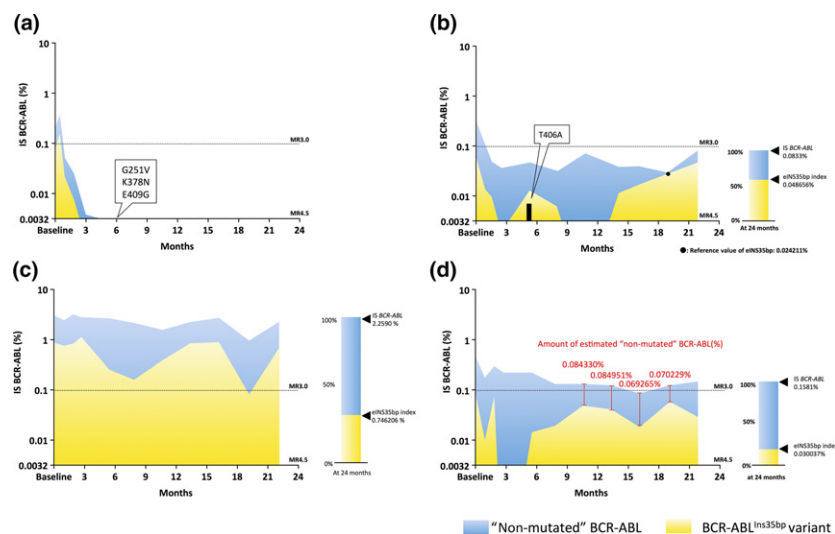 (a)
IS BCR-ABL (%)
10
1
0.1
0.01
0.0032
MR3.0
MR4.5
G251V
K378N
E409G
Baseline 3 6 9 12 15 18 21 24
Months
(b)
IS BCR-ABL (%)
10
1
0.1
0.01
0.0032
MR3.0
MR4.5
T406A
Baseline 3 6 9 12 15 18 21 24
Months
●: Reference value of eINS35bp: 0.024211%
100%
50%
0%
IS BCR-ABL
0.0833%
eINS35bp index
0.048656%
At 24 months
(c)
IS BCR-ABL (%)
10
1
0.1
0.01
0.0032
MR3.0
MR4.5
Baseline 3 6 9 12 15 18 21 24
Months
100%
50%
0%
IS BCR-ABL
2.2590 %
eINS35bp index
0.746206 %
At 24 months
(d)
IS BCR-ABL (%)
10
1
0.1
0.01
0.0032
MR3.0
MR4.5
Amount of estimated "non-mutated" BCR-ABL(%)
0.084330%
0.084951%
0.069265%
0.070229%
Baseline 3 6 9 12 15 18 21 24
Months
100%
50%
0%
IS BCR-ABL
0.1581%
eINS35bp index
0.030037%
at 24 months
"Non-mutated" BCR-ABL
BCR-ABL^Ins35bp variant